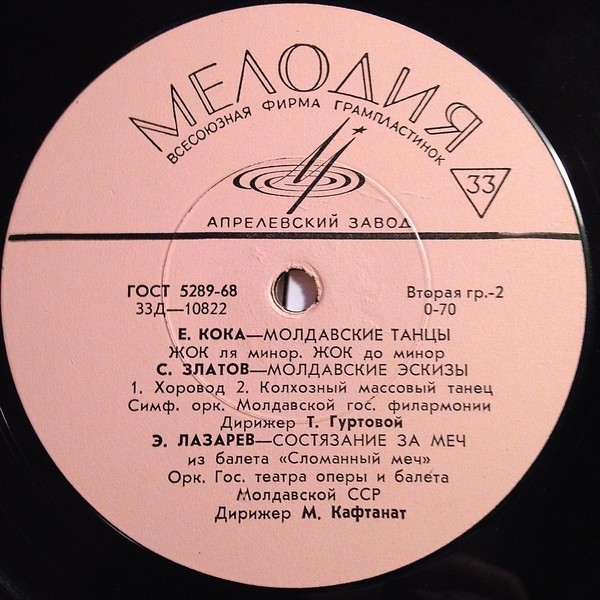 МЕЛОДИЯ
ВСЕСОЮЗНАЯ ФИРМА ГРАМПЛАСТИНОК
33
АПРЕЛЕВСКИЙ ЗАВОД
ГОСТ 5289-68 Вторая гр.-2
33Д—10822 0-70
Е. КОКА—МОЛДАВСКИЕ ТАНЦЫ
ЖОК ля минор. ЖОК до минор
С. ЗЛАТОВ—МОЛДАВСКИЕ ЭСКИЗЫ
1. Хоровод 2. Колхозный массовый танец
Симф. орк. Молдавской гос. филармонии
Дирижер Т. Гуртовой
Э. ЛАЗАРЕВ—СОСТЯЗАНИЕ ЗА МЕЧ
из балета «Сломанный меч»
Орк. Гос. театра оперы и балета
Молдавской ССР
Дирижер М. Кафтанат